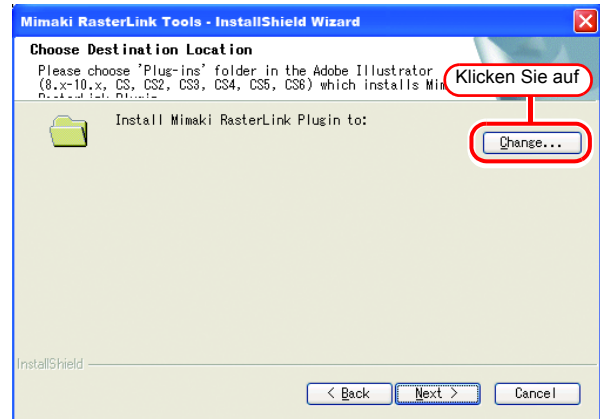 Mimaki RasterLink Tools - InstallShield Wizard
Choose Destination Location
Please choose 'Plug-ins' folder in the Adobe Illustrator
(8.x-10.x, CS, CS2, CS3, CS4, CS5, CS6) which installs Mim
Klicken Sie auf
Install Mimaki RasterLink Plugin to:
Change...
InstallShield
< Back
Next >
Cancel